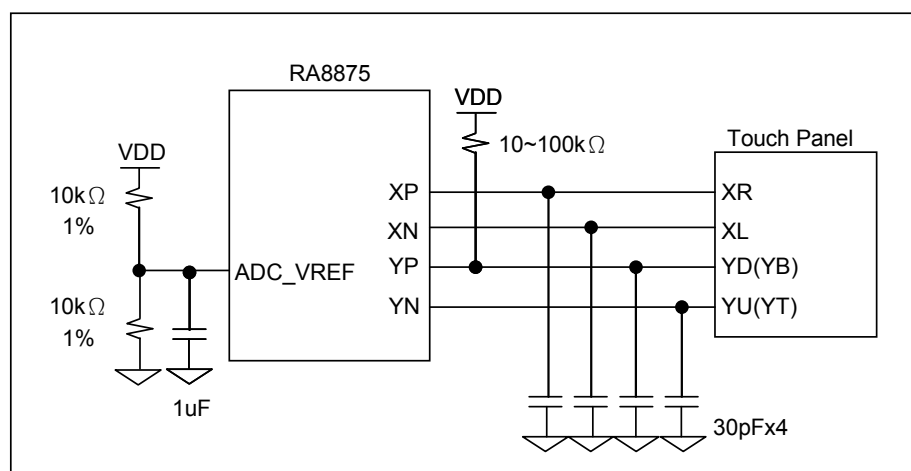 RA8875
VDD
10~100kΩ
Touch Panel
VDD
10kΩ
1%
XP
XR
XN
XL
ADC_VREF
YP
YD(YB)
10kΩ
1%
YN
YU(YT)
1uF
30pFx4